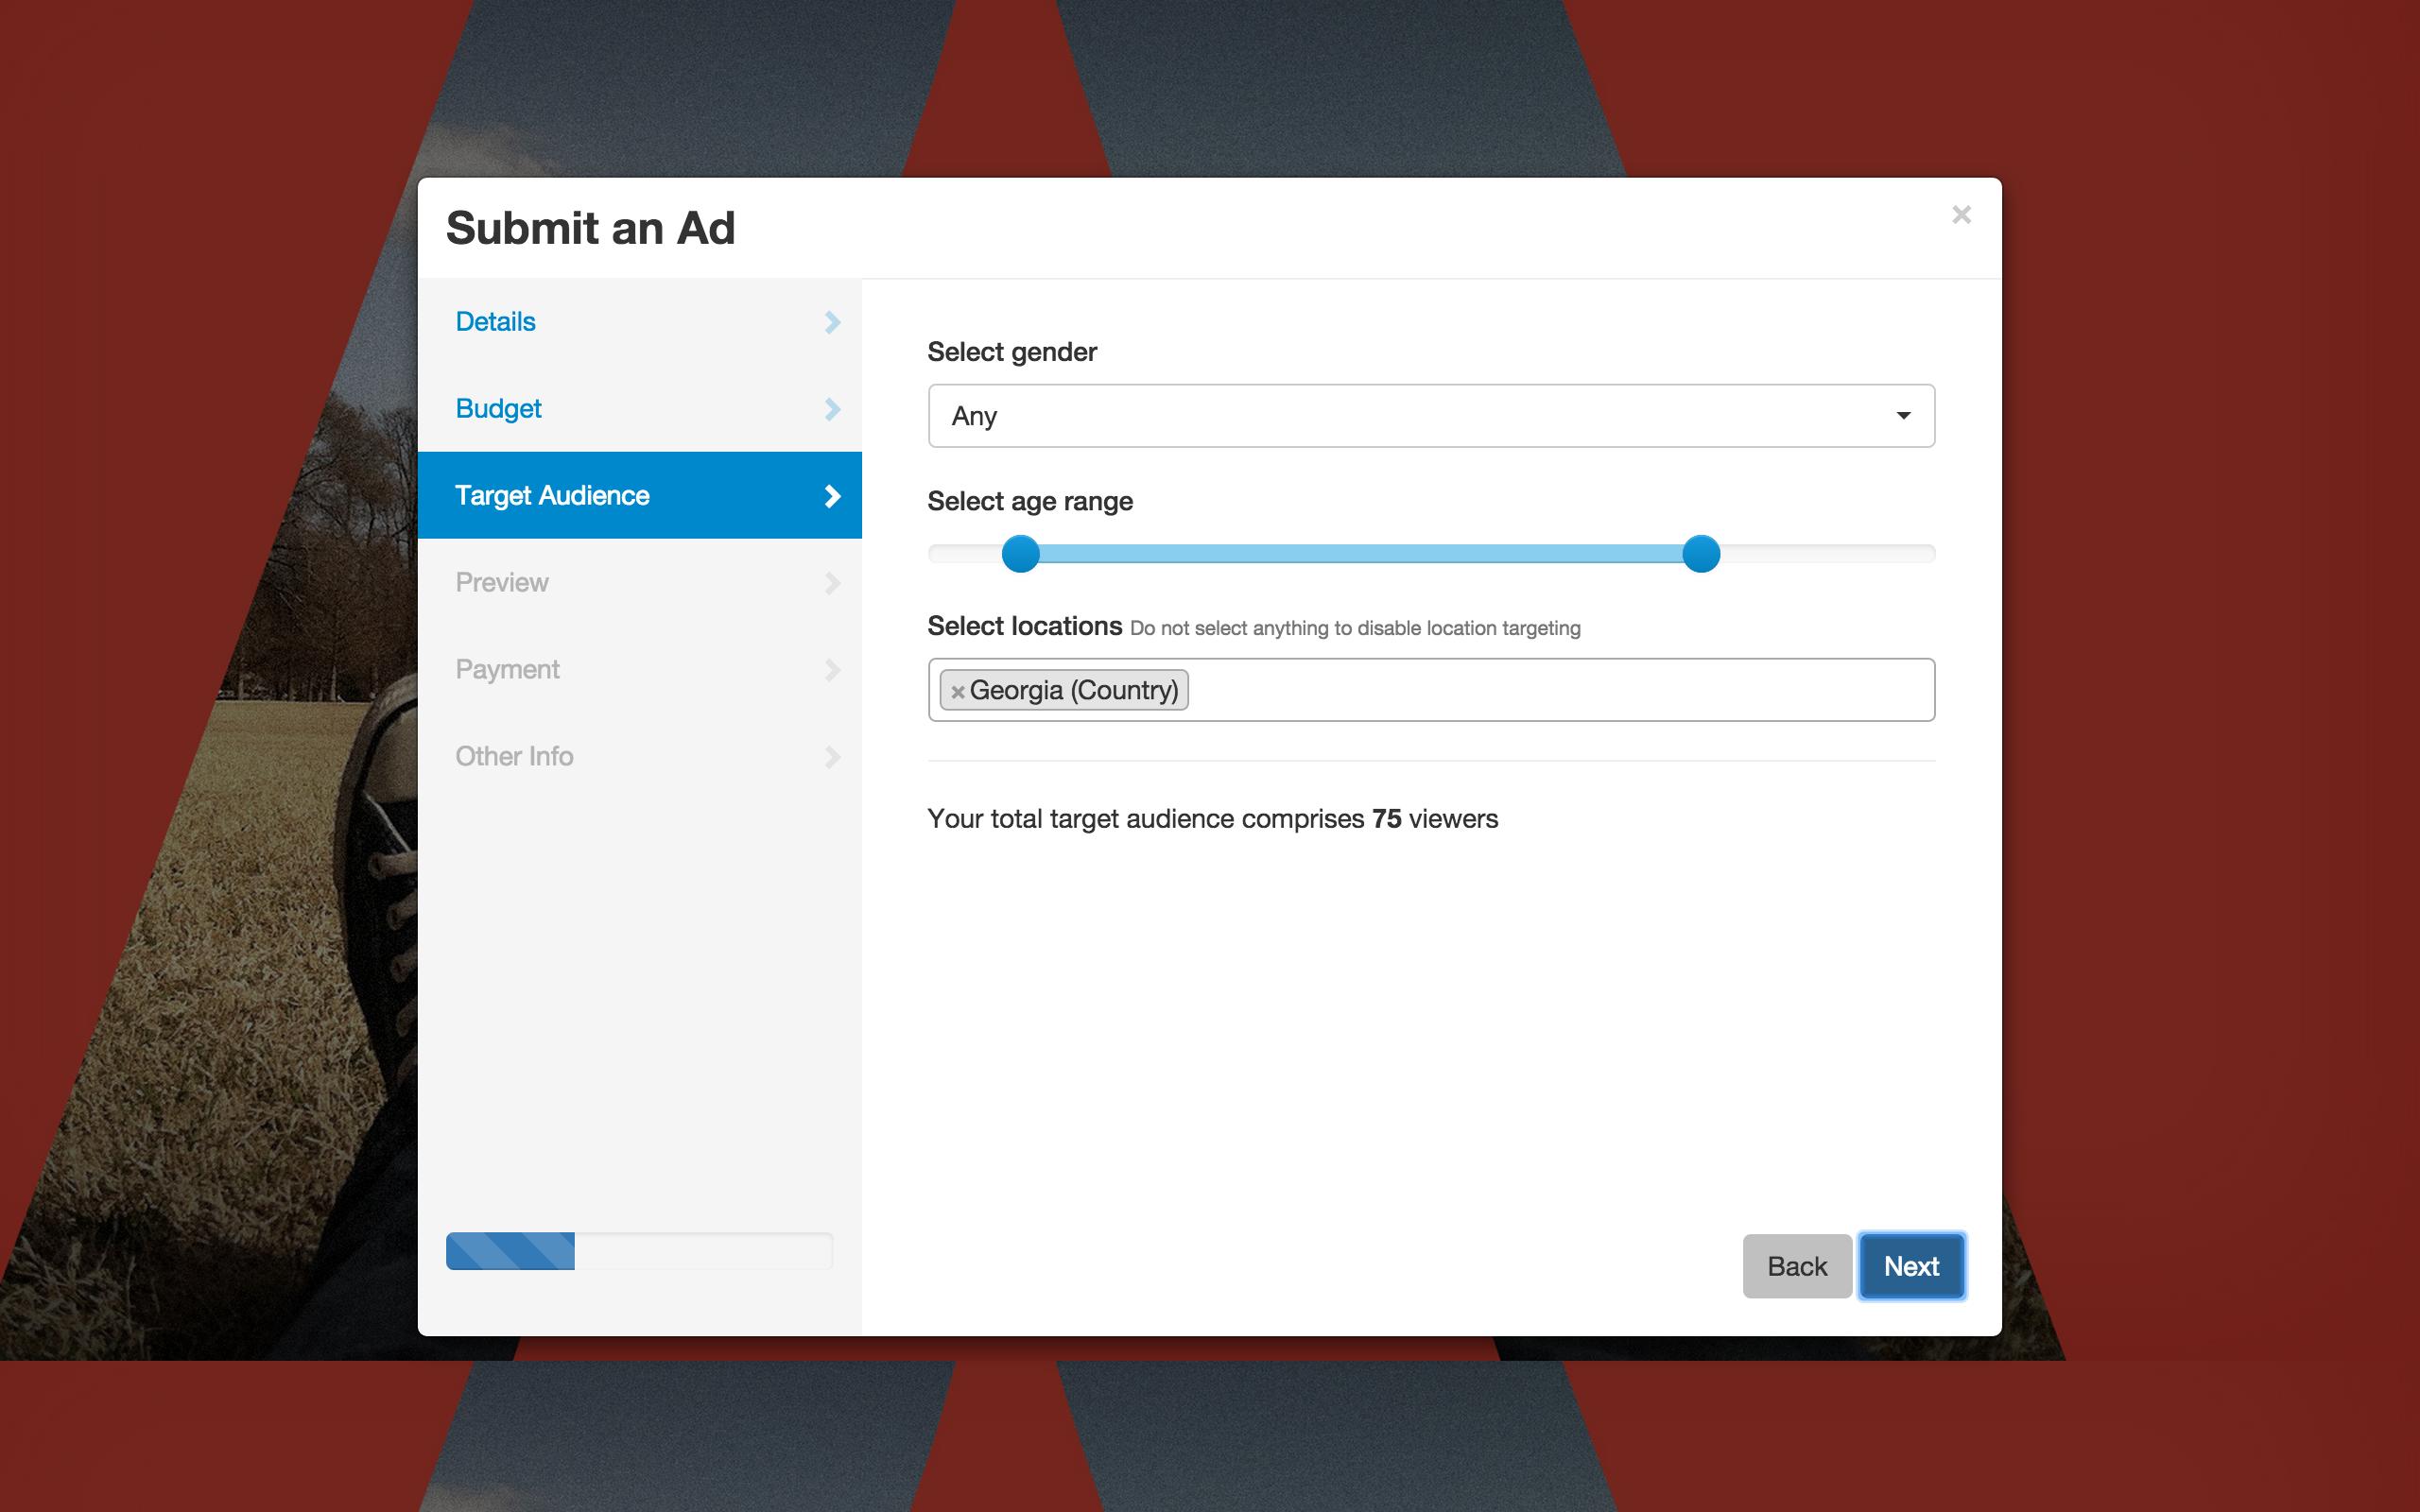 Submit an Ad
×
Details
Budget
Target Audience
Preview
Payment
Other Info
Select gender
Any
Select age range
Select locations Do not select anything to disable location targeting
×Georgia (Country)
Your total target audience comprises 75 viewers
Back
Next